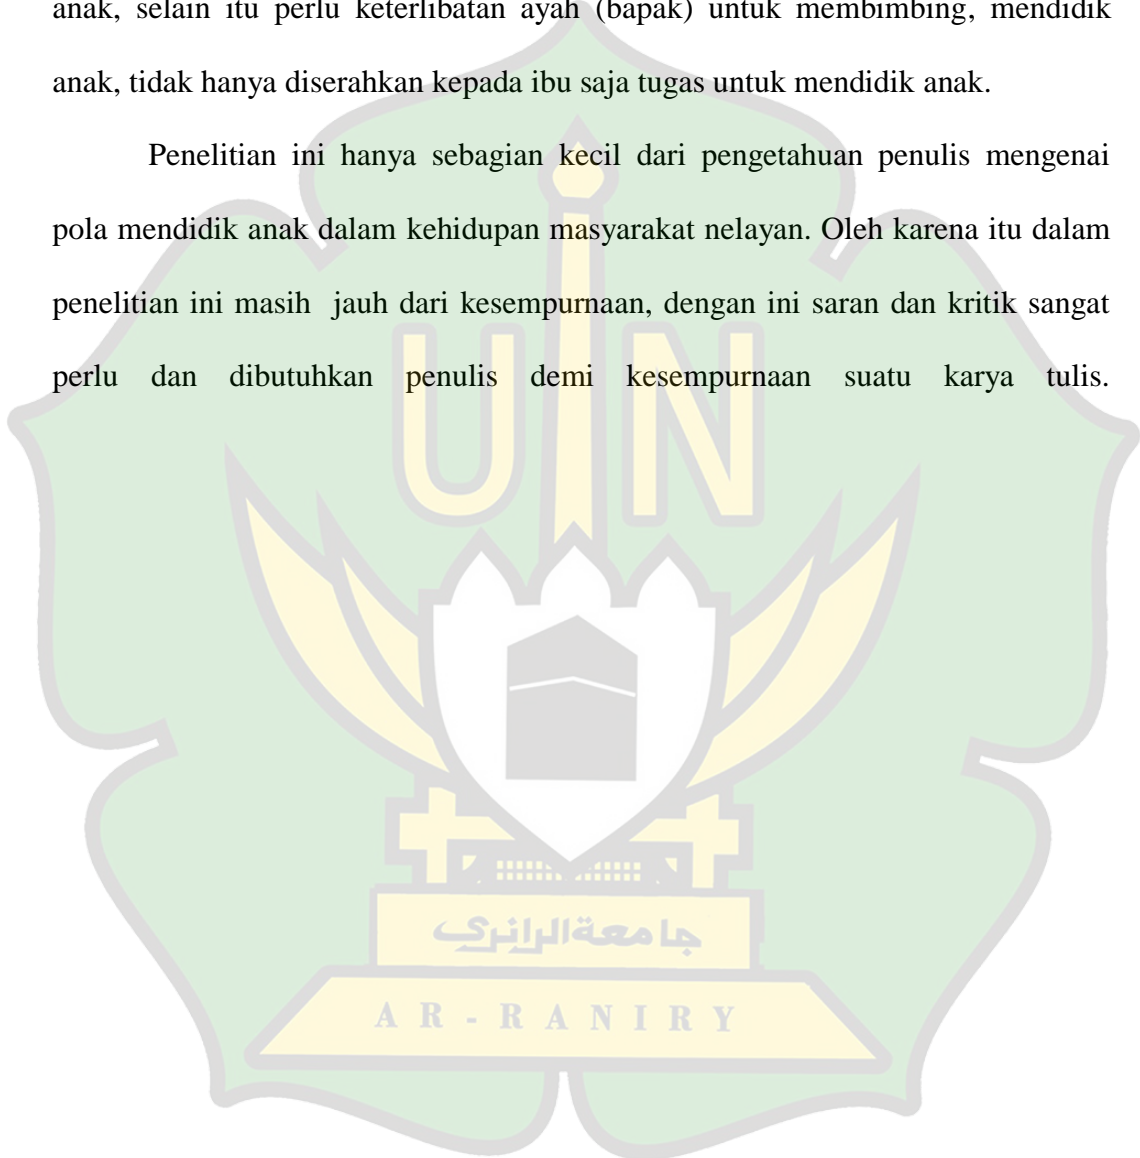 anak, selain itu perlu keterlibatan ayah (bapak) untuk membimbing, mendidik
anak, tidak hanya diserahkan kepada ibu saja tugas untuk mendidik anak.
Penelitian ini hanya sebagian kecil dari pengetahuan penulis mengenai
pola mendidik anak dalam kehidupan masyarakat nelayan. Oleh karena itu dalam
penelitian ini masih jauh dari kesempurnaan, dengan ini saran dan kritik sangat
perlu dan dibutuhkan penulis demi kesempurnaan suatu karya tulis.
UIN
جامعة الرانري
AR-RANIRY